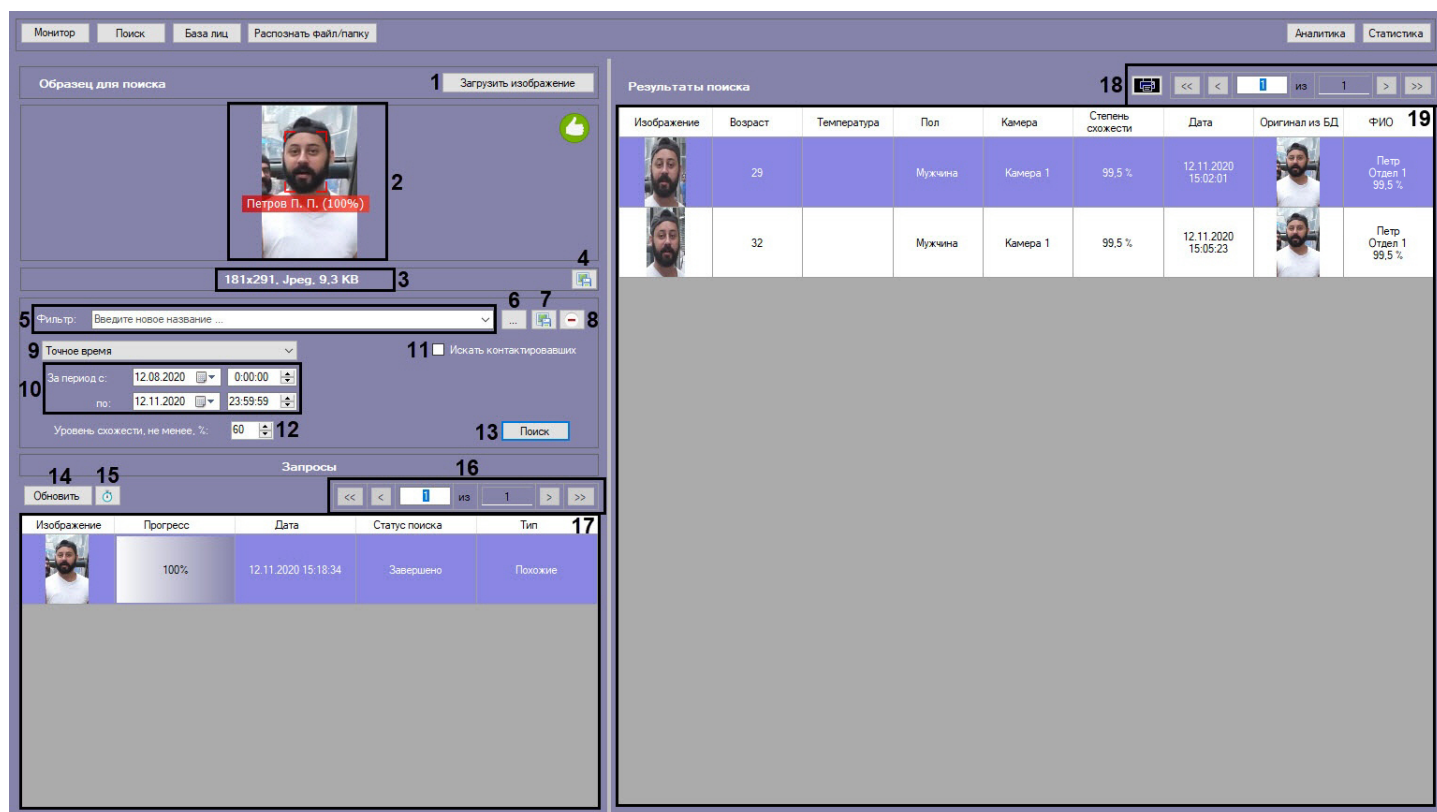 Монитор Поиск База лиц Распознать файл/папку Аналитика Статистика
Образец для поиска 1 Загрузить изображение
2
Петров П. П. (100%)
181x291, Jpeg, 9,3 KB 3 4
5 Фильтр: Введите новое название ... 6 ... 7 8
9 Точное время 11 Искать контактировавших
10 За период с: 12.08.2020 0:00:00
по: 12.11.2020 23:59:59
Уровень схожести, не менее, %: 60 12 13 Поиск
Запросы
14 Обновить 15 16 << < 1 из 1 > >>
Изображение Прогресс Дата Статус поиска Тип 17
100% 12.11.2020 15:18:34 Завершено Похожие
Результаты поиска 18 << < 1 из 1 > >>
Изображение Возраст Температура Пол Камера Степень схожести Дата Оригинал из БД ФИО 19
29 Мужчина Камера 1 99,5 % 12.11.2020 15:02:01 Петр Отдел 1 99,5 %
32 Мужчина Камера 1 99,5 % 12.11.2020 15:05:23 Петр Отдел 1 99,5 %